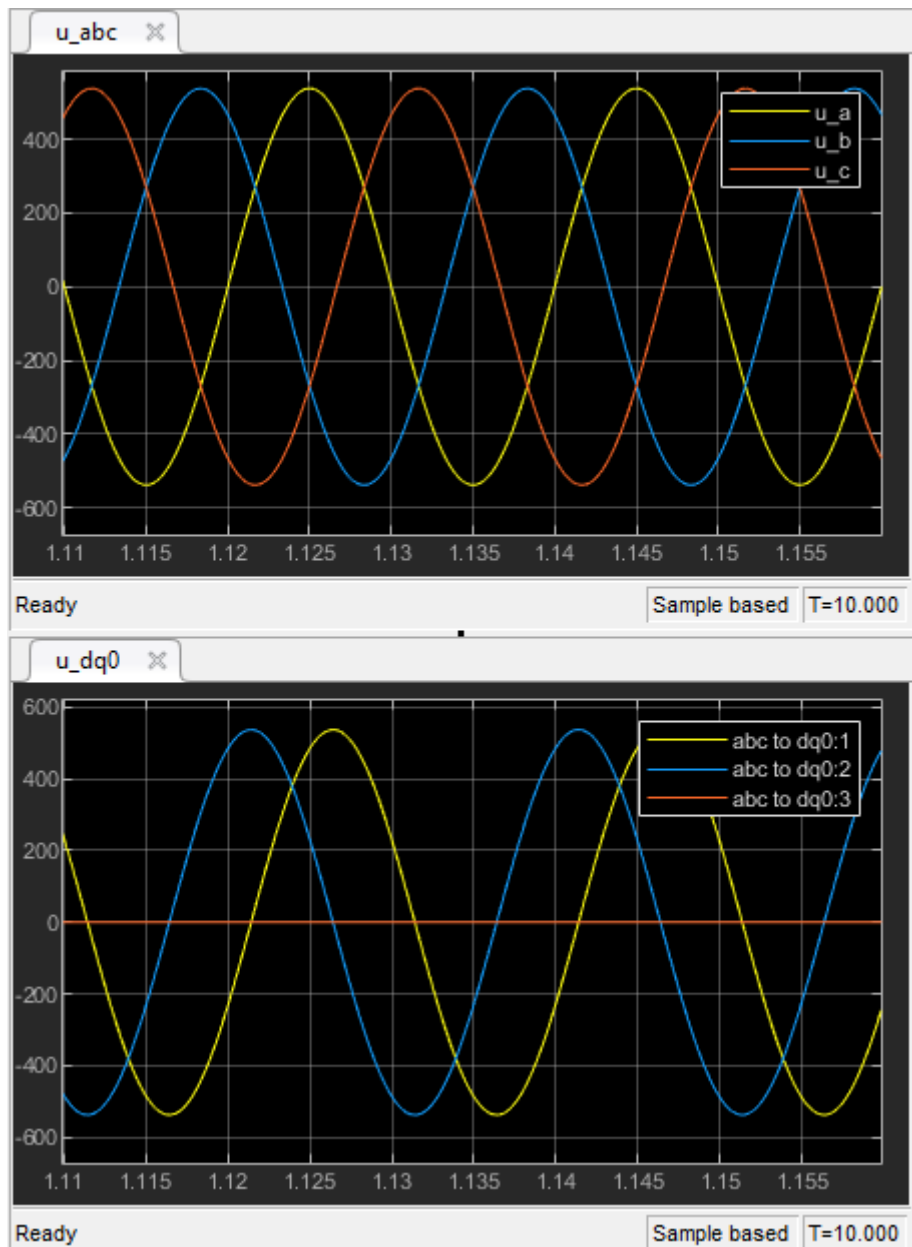 u_abc
400
200
0
-200
-400
-600
u_a
u_b
u_c
1.11 1.115 1.12 1.125 1.13 1.135 1.14 1.145 1.15 1.155
Ready Sample based T=10.000
u_dq0
600
400
200
0
-200
-400
-600
abc to dq0:1
abc to dq0:2
abc to dq0:3
1.11 1.115 1.12 1.125 1.13 1.135 1.14 1.145 1.15 1.155
Ready Sample based T=10.000